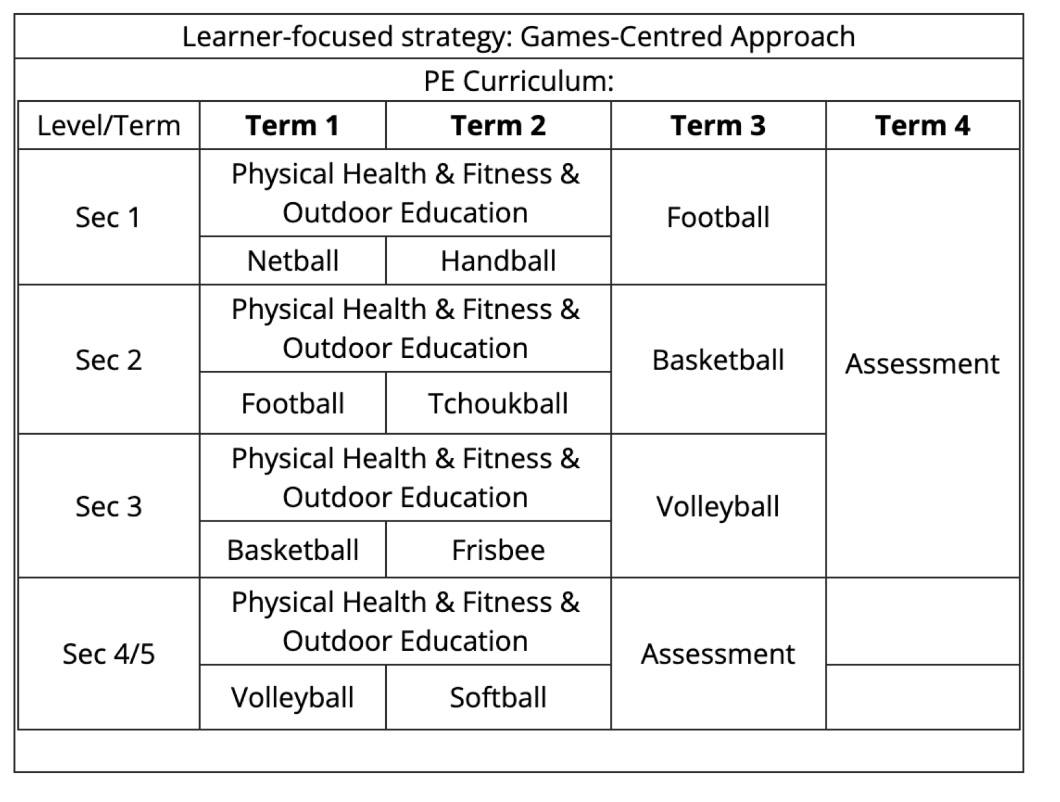 Learner-focused strategy: Games-Centred Approach
PE Curriculum:
Level/Term Term 1 Term 2 Term 3 Term 4
Sec 1
Physical Health & Fitness &
Outdoor Education
Netball Handball
Football
Sec 2
Physical Health & Fitness &
Outdoor Education
Football Tchoukball
Basketball
Sec 3
Physical Health & Fitness &
Outdoor Education
Basketball Frisbee
Volleyball
Assessment
Sec 4/5
Physical Health & Fitness &
Outdoor Education
Volleyball Softball
Assessment